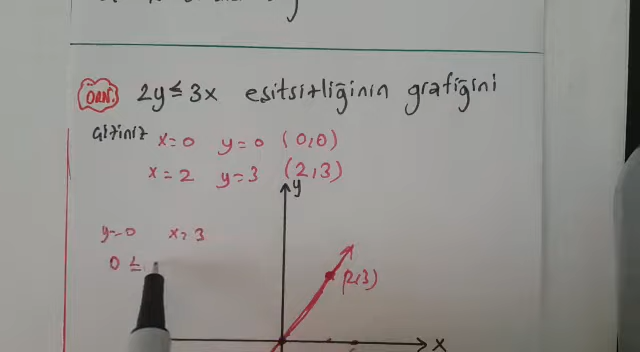 ÖRN. 2y ≤ 3x eşitsizliğinin grafiğini
çiziniz x=0 y=0 (0,0)
x=2 y=3 (2,3)
y
y=0 x=3
0 ≤
(2,3)
x